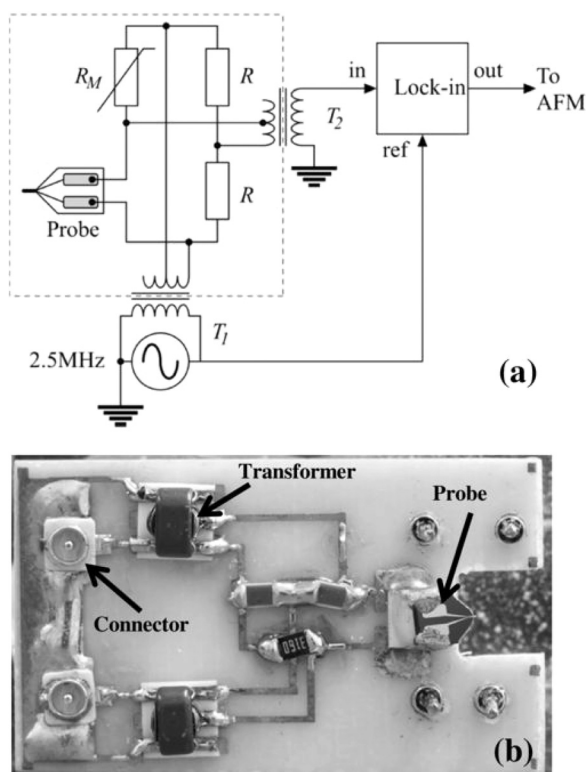 R_M
R
in
Lock-in
out
To
AFM
T_2
ref
R
Probe
T_1
2.5MHz
(a)
Transformer
Probe
Connector
(b)